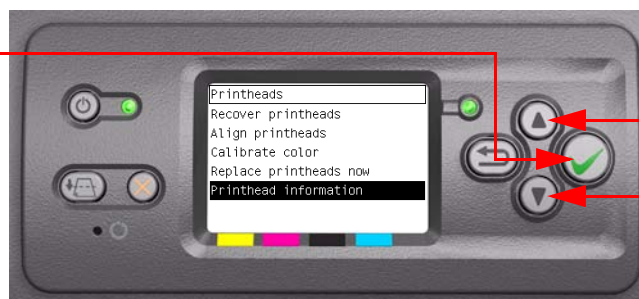 Printheads
Recover printheads
Align printheads
Calibrate color
Replace printheads now
Printhead information